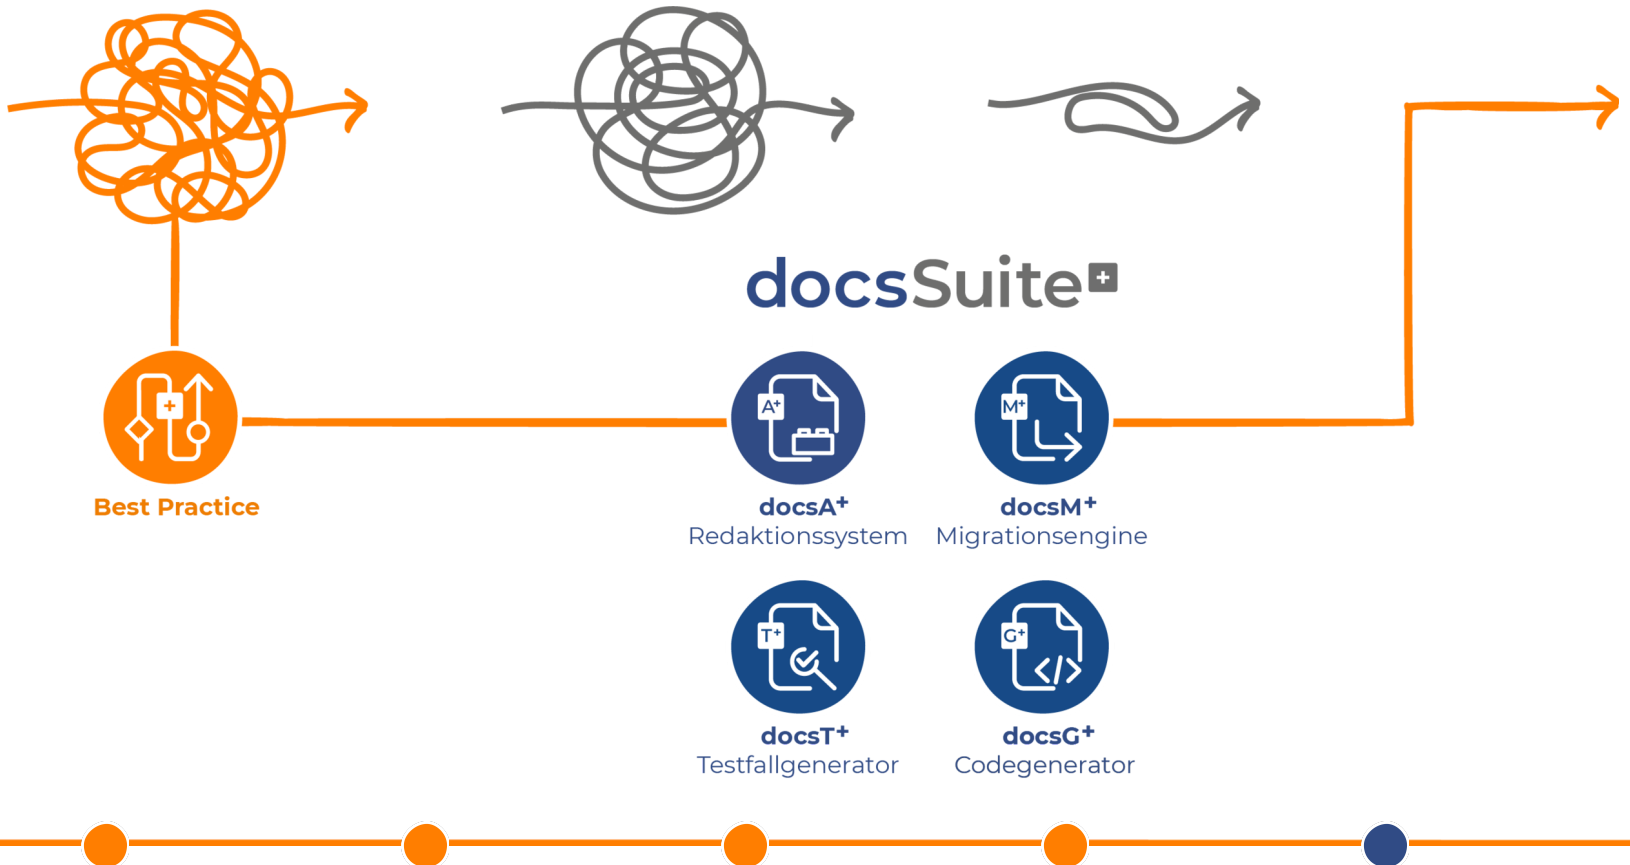 docsSuite+
Best Practice
A+
docsA+
Redaktionssystem
M+
docsM+
Migrationsengine
T+
docsT+
Testfallgenerator
G+
</>
docsG+
Codegenerator